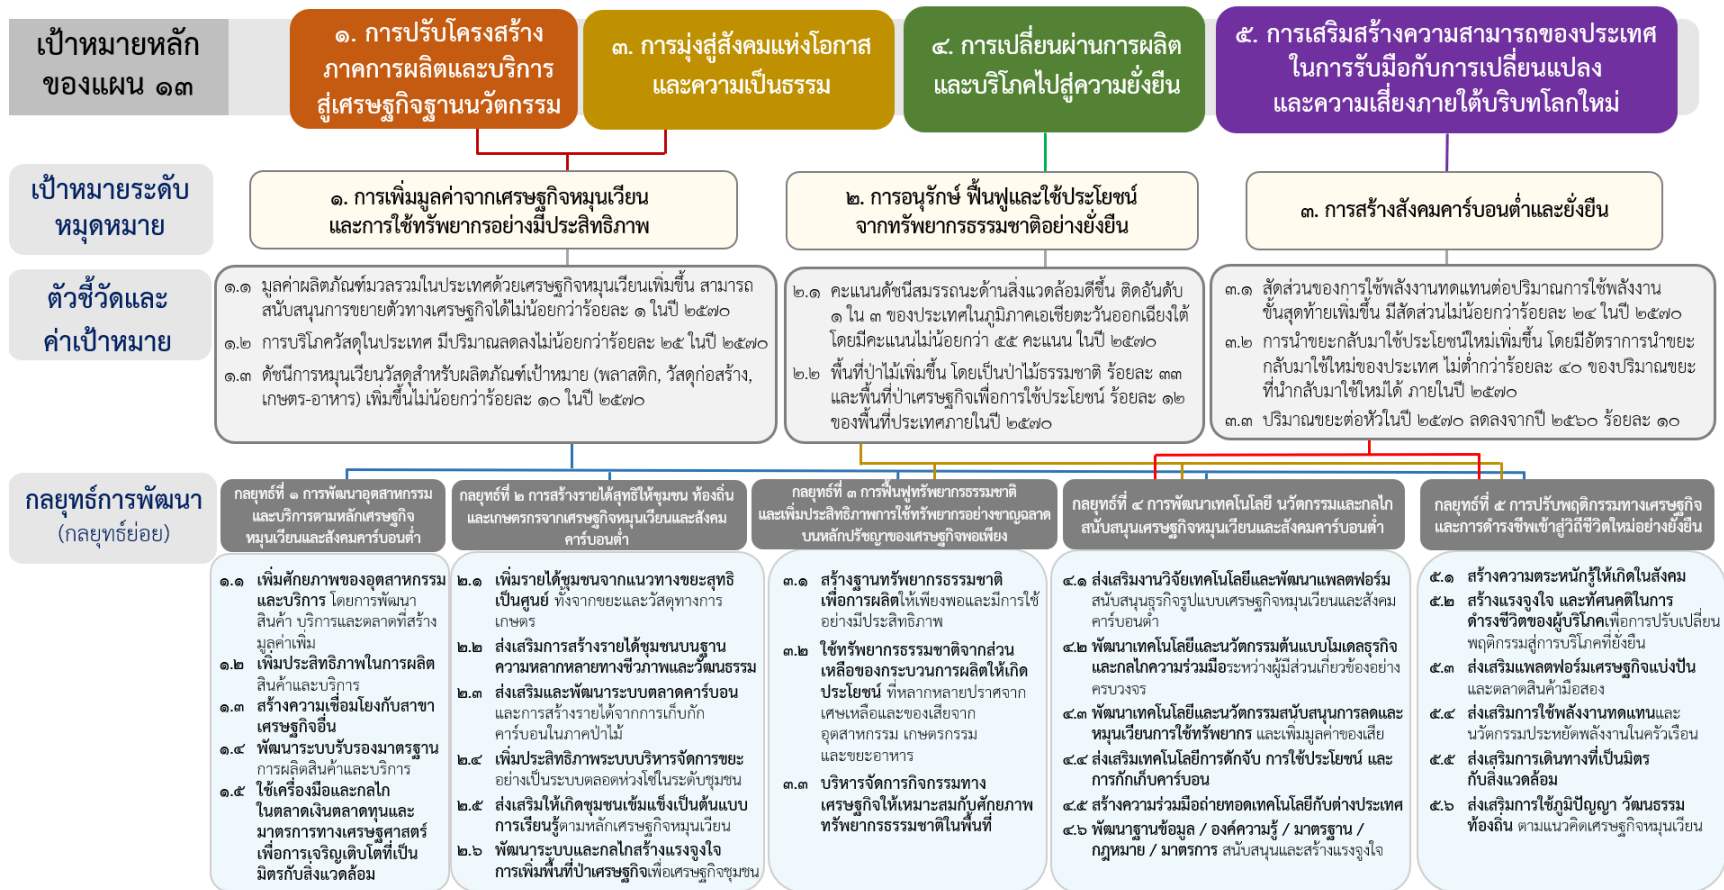 เป้าหมายหลัก
ของแผน ๑๓
๑. การปรับโครงสร้าง
ภาคการผลิตและบริการ
สู่เศรษฐกิจฐานนวัตกรรม
๓. การมุ่งสู่สังคมแห่งโอกาส
และความเป็นธรรม
๔. การเปลี่ยนผ่านการผลิต
และบริโภคไปสู่ความยั่งยืน
๕. การเสริมสร้างความสามารถของประเทศ
ในการรับมือกับการเปลี่ยนแปลง
และความเสี่ยงภายใต้บริบทโลกใหม่
เป้าหมายระดับ
หมุดหมาย
๑. การเพิ่มมูลค่าจากเศรษฐกิจหมุนเวียน
และการใช้ทรัพยากรอย่างมีประสิทธิภาพ
๒. การอนุรักษ์ ฟื้นฟูและใช้ประโยชน์
จากทรัพยากรธรรมชาติอย่างยั่งยืน
๓. การสร้างสังคมคาร์บอนต่ำและยั่งยืน
ตัวชี้วัดและ
ค่าเป้าหมาย
๑.๑ มูลค่าผลิตภัณฑ์มวลรวมในประเทศด้วยเศรษฐกิจหมุนเวียนเพิ่มขึ้น สามารถ
สนับสนุนการขยายตัวทางเศรษฐกิจได้ไม่น้อยกว่าร้อยละ ๑ ในปี ๒๕๗๐
๑.๒ การบริโภควัสดุในประเทศ มีปริมาณลดลงไม่น้อยกว่าร้อยละ ๒๕ ในปี ๒๕๗๐
๑.๓ ดัชนีการหมุนเวียนวัสดุสำหรับผลิตภัณฑ์เป้าหมาย (พลาสติก, วัสดุก่อสร้าง,
เกษตร-อาหาร) เพิ่มขึ้นไม่น้อยกว่าร้อยละ ๑๐ ในปี ๒๕๗๐
๒.๑ คะแนนดัชนีสมรรถนะด้านสิ่งแวดล้อมดีขึ้น ติดอันดับ
๑ ใน ๓ ของประเทศในภูมิภาคเอเชียตะวันออกเฉียงใต้
โดยมีคะแนนไม่น้อยกว่า ๕๕ คะแนน ในปี ๒๕๗๐
๒.๒ พื้นที่ป่าไม้เพิ่มขึ้น โดยเป็นป่าไม้ธรรมชาติ ร้อยละ ๓๓
และพื้นที่ป่าเศรษฐกิจเพื่อการใช้ประโยชน์ ร้อยละ ๑๒
ของพื้นที่ประเทศภายในปี ๒๕๗๐
๓.๑ สัดส่วนของการใช้พลังงานทดแทนต่อปริมาณการใช้พลังงาน
ขั้นสุดท้ายเพิ่มขึ้น มีสัดส่วนไม่น้อยกว่าร้อยละ ๒๔ ในปี ๒๕๗๐
๓.๒ การนำขยะกลับมาใช้ประโยชน์ใหม่เพิ่มขึ้น โดยมีอัตราการนำขยะ
กลับมาใช้ใหม่ของประเทศ ไม่ต่ำกว่าร้อยละ ๔๐ ของปริมาณขยะ
ที่นำกลับมาใช้ใหม่ได้ ภายในปี ๒๕๗๐
๓.๓ ปริมาณขยะต่อหัวในปี ๒๕๗๐ ลดลงจากปี ๒๕๖๐ ร้อยละ ๑๐
กลยุทธ์การพัฒนา
(กลยุทธ์ย่อย)
กลยุทธ์ที่ ๑ การพัฒนาอุตสาหกรรม
และบริการตามหลักเศรษฐกิจ
หมุนเวียนและสังคมคาร์บอนต่ำ
๑.๑ เพิ่มศักยภาพของอุตสาหกรรม
และบริการ โดยการพัฒนา
สินค้า บริการและตลาดที่สร้าง
มูลค่าเพิ่ม
๑.๒ เพิ่มประสิทธิภาพในการผลิต
สินค้าและบริการ
๑.๓ สร้างความเชื่อมโยงกับสาขา
เศรษฐกิจอื่น
๑.๔ พัฒนาระบบรับรองมาตรฐาน
การผลิตสินค้าและบริการ
๑.๕ ใช้เครื่องมือและกลไก
ในตลาดเงินตลาดทุนและ
มาตรการทางเศรษฐศาสตร์
เพื่อการเจริญเติบโตที่เป็น
มิตรกับสิ่งแวดล้อม
กลยุทธ์ที่ ๒ การสร้างรายได้สุทธิให้ชุมชน ท้องถิ่น
และเกษตรกรจากเศรษฐกิจหมุนเวียนและสังคม
คาร์บอนต่ำ
๒.๑ เพิ่มรายได้ชุมชนจากแนวทางขยะสุทธิ
เป็นศูนย์ ทั้งจากขยะและวัสดุทางการ
เกษตร
๒.๒ ส่งเสริมการสร้างรายได้ชุมชนบนฐาน
ความหลากหลายทางชีวภาพและวัฒนธรรม
๒.๓ ส่งเสริมและพัฒนาระบบตลาดคาร์บอน
และการสร้างรายได้จากการเก็บกัก
คาร์บอนในภาคป่าไม้
๒.๔ เพิ่มประสิทธิภาพระบบบริหารจัดการขยะ
อย่างเป็นระบบตลอดห่วงโซ่ในระดับชุมชน
๒.๕ ส่งเสริมให้เกิดชุมชนเข้มแข็งเป็นต้นแบบ
การเรียนรู้ตามหลักเศรษฐกิจหมุนเวียน
๒.๖ พัฒนาระบบและกลไกสร้างแรงจูงใจ
การเพิ่มพื้นที่ป่าเศรษฐกิจเพื่อเศรษฐกิจชุมชน
กลยุทธ์ที่ ๓ การฟื้นฟูทรัพยากรธรรมชาติ
และเพิ่มประสิทธิภาพการใช้ทรัพยากรอย่างชาญฉลาด
บนหลักปรัชญาของเศรษฐกิจพอเพียง
๓.๑ สร้างฐานทรัพยากรธรรมชาติ
เพื่อการผลิตให้เพียงพอและมีการใช้
อย่างมีประสิทธิภาพ
๓.๒ ใช้ทรัพยากรธรรมชาติจากส่วน
เหลือของกระบวนการผลิตให้เกิด
ประโยชน์ ที่หลากหลายปราศจาก
เศษเหลือและของเสียจาก
อุตสาหกรรม เกษตรกรรม
และขยะอาหาร
๓.๓ บริหารจัดการกิจกรรมทาง
เศรษฐกิจให้เหมาะสมกับศักยภาพ
ทรัพยากรธรรมชาติในพื้นที่
กลยุทธ์ที่ ๔ การพัฒนาเทคโนโลยี นวัตกรรมและกลไก
สนับสนุนเศรษฐกิจหมุนเวียนและสังคมคาร์บอนต่ำ
๔.๑ ส่งเสริมงานวิจัยเทคโนโลยีและพัฒนาแพลตฟอร์ม
สนับสนุนธุรกิจรูปแบบเศรษฐกิจหมุนเวียนและสังคม
คาร์บอนต่ำ
๔.๒ พัฒนาเทคโนโลยีและนวัตกรรมต้นแบบโมเดลธุรกิจ
และกลไกความร่วมมือระหว่างผู้มีส่วนเกี่ยวข้องอย่าง
ครบวงจร
๔.๓ พัฒนาเทคโนโลยีและนวัตกรรมสนับสนุนการลดและ
หมุนเวียนการใช้ทรัพยากร และเพิ่มมูลค่าของเสีย
๔.๔ ส่งเสริมเทคโนโลยีการดักจับ การใช้ประโยชน์ และ
การกักเก็บคาร์บอน
๔.๕ สร้างความร่วมมือถ่ายทอดเทคโนโลยีกับต่างประเทศ
๔.๖ พัฒนาฐานข้อมูล / องค์ความรู้ / มาตรฐาน /
กฎหมาย / มาตรการ สนับสนุนและสร้างแรงจูงใจ
กลยุทธ์ที่ ๕ การปรับพฤติกรรมทางเศรษฐกิจ
และการดำรงชีพเข้าสู่วิถีชีวิตใหม่อย่างยั่งยืน
๕.๑ สร้างความตระหนักรู้ให้เกิดในสังคม
๕.๒ สร้างแรงจูงใจ และทัศนคติในการ
ดำรงชีวิตของผู้บริโภคเพื่อการปรับเปลี่ยน
พฤติกรรมสู่การบริโภคที่ยั่งยืน
๕.๓ ส่งเสริมแพลตฟอร์มเศรษฐกิจแบ่งปัน
และตลาดสินค้ามือสอง
๕.๔ ส่งเสริมการใช้พลังงานทดแทนและ
นวัตกรรมประหยัดพลังงานในครัวเรือน
๕.๕ ส่งเสริมการเดินทางที่เป็นมิตร
กับสิ่งแวดล้อม
๕.๖ ส่งเสริมการใช้ภูมิปัญญา วัฒนธรรม
ท้องถิ่น ตามแนวคิดเศรษฐกิจหมุนเวียน